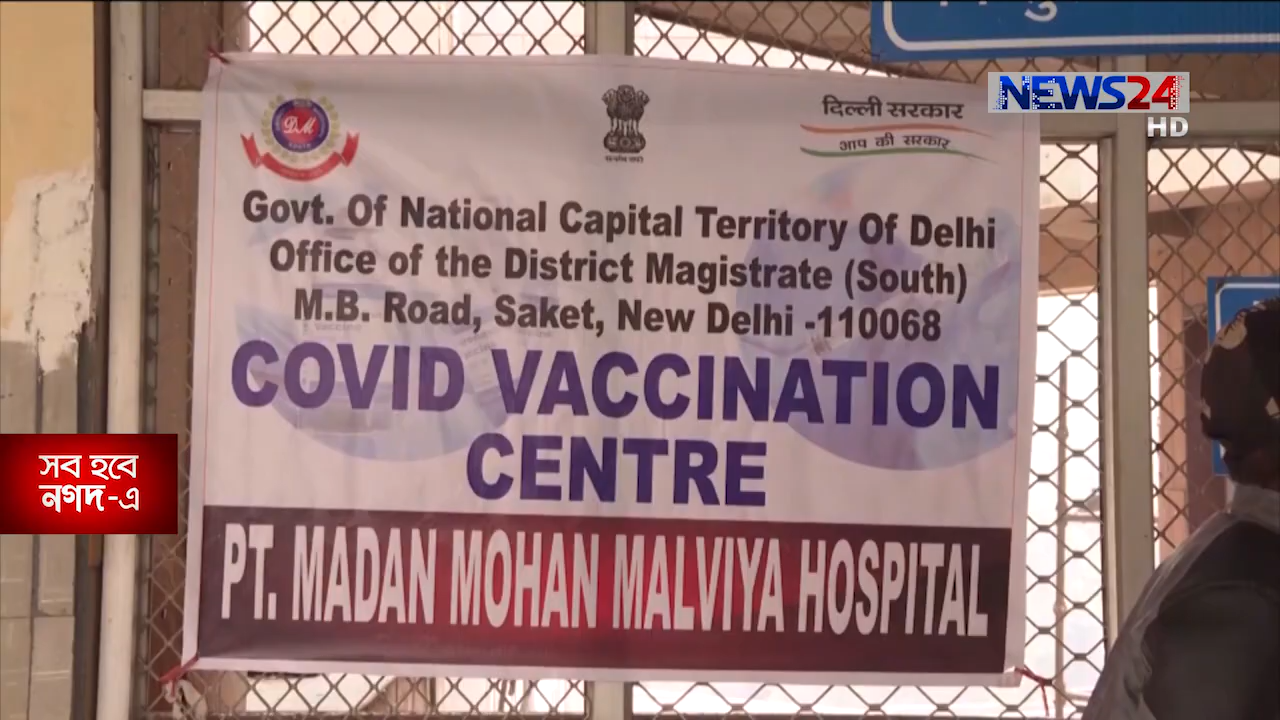 NEWS24
HD
DM
दिल्ली सरकार
आप की सरकार
Govt. Of National Capital Territory Of Delhi
Office of the District Magistrate (South)
M.B. Road, Saket, New Delhi -110068
COVID VACCINATION
CENTRE
PT. MADAN MOHAN MALVIYA HOSPITAL
সব হবে
নগদ-এ